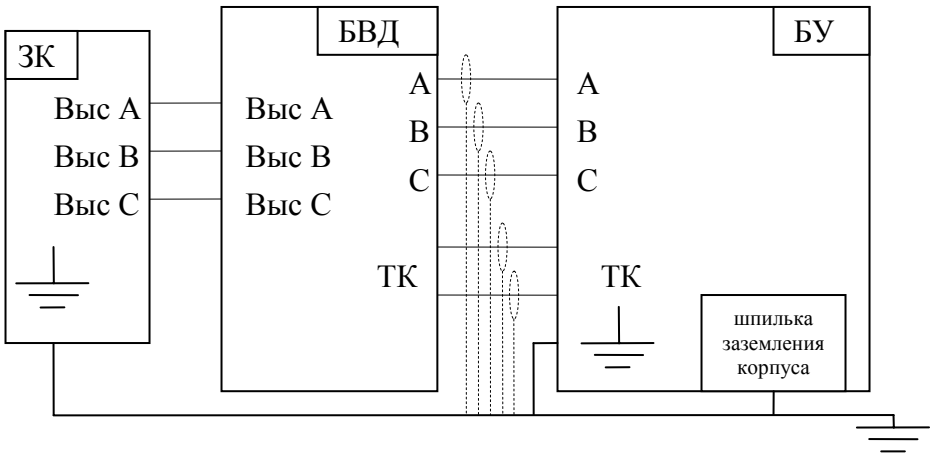 ЗК
Выс А
Выс В
Выс С
БВД
Выс А
Выс В
Выс С
А
В
С
ТК
БУ
А
В
С
ТК
шпилька
заземления
корпуса